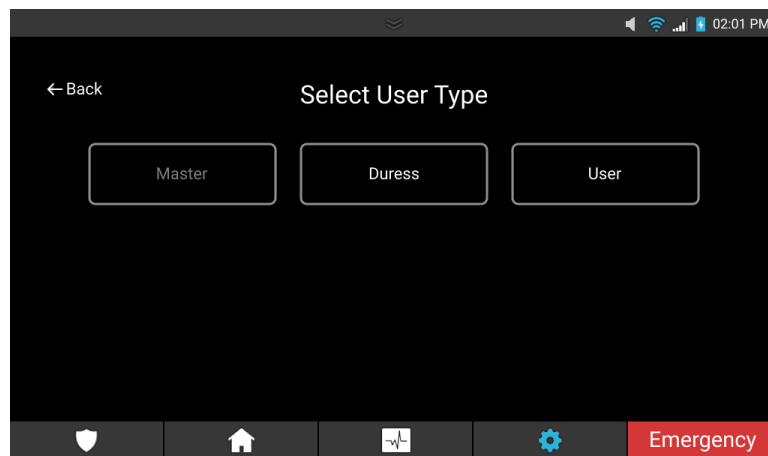 02:01 PM
Back
Select User Type
Master
Duress
User
Emergency